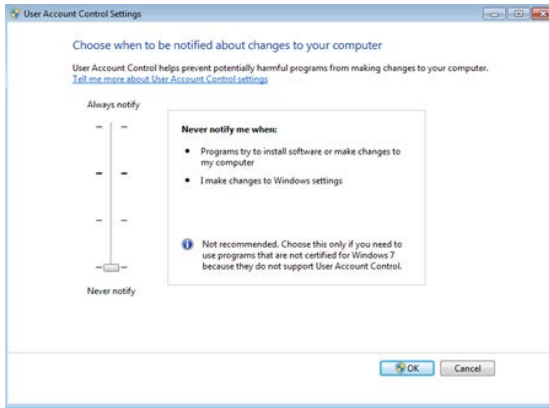 User Account Control Settings
Choose when to be notified about changes to your computer
User Account Control helps prevent potentially harmful programs from making changes to your computer.
Tell me more about User Account Control settings
Always notify
Never notify me when:
Programs try to install software or make changes to
my computer
I make changes to Windows settings
Not recommended. Choose this only if you need to
use programs that are not certified for Windows 7
because they do not support User Account Control.
Never notify
OK
Cancel